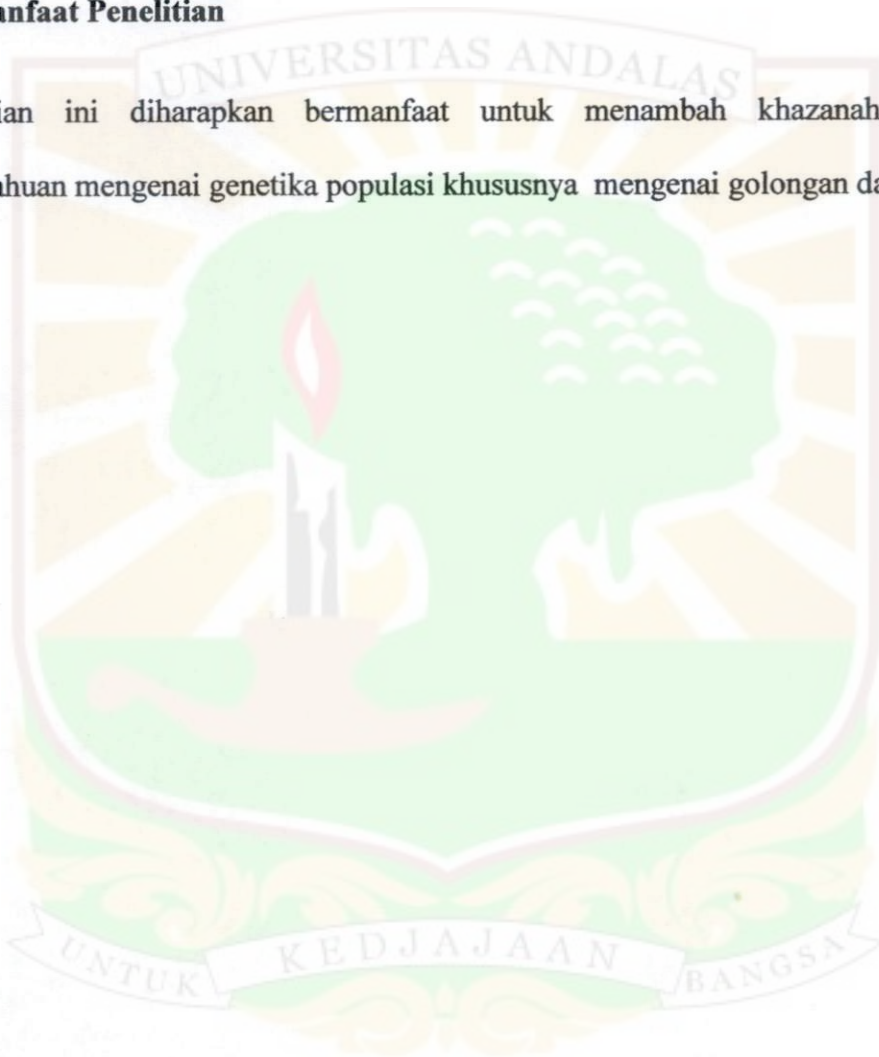 anfaat Penelitian
UNIVERSITAS ANDALAS
ian ini diharapkan bermanfaat untuk menambah khazanah
ahuan mengenai genetika populasi khususnya mengenai golongan da
UNTUK KEDJAJAAN BANGSA